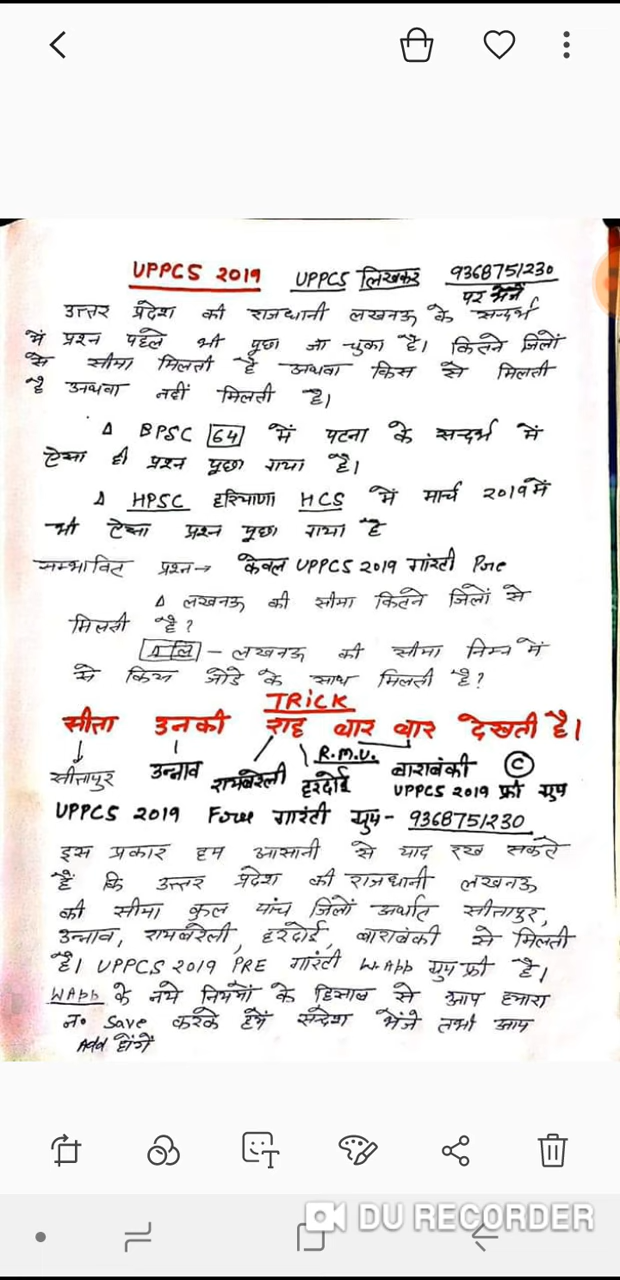 UPPCS 2019 UPPCS लिखकर 9368751230
पर भेजें
उत्तर प्रदेश की राजधानी लखनऊ के सन्दर्भ
में प्रश्न पहले भी पूछा जा चुका है। कितने जिलों
से सीमा मिलती है अथवा किस से मिलती
है अथवा नहीं मिलती है।
∆ BPSC 64 में पटना के सन्दर्भ में
ऐसा ही प्रश्न पूछा गया है।
∆ HPSC हरियाणा HCS में मार्च 2019 में
भी ऐसा प्रश्न पूछा गया है
सम्भावित प्रश्न→ केवल UPPCS 2019 गारंटी Pre
∆ लखनऊ की सीमा कितने जिलों से
मिलती है?
- लखनऊ की सीमा निम्न में
से किस जोडे के साथ मिलती है?
TRICK
सीता उनकी राह बार बार देखती है।
R.M.U.
सीतापुर उन्नाव रायबरेली हरदोई बाराबंकी ©
UPPCS 2019 फ्री ग्रुप
UPPCS 2019 गारंटी ग्रुप- 9368751230
इस प्रकार हम आसानी से याद रख सकते
हैं कि उत्तर प्रदेश की राजधानी लखनऊ
की सीमा कुल पांच जिलों अर्थात सीतापुर,
उन्नाव, रायबरेली, हरदोई, बाराबंकी से मिलती
है। UPPCS 2019 PRE गारंटी WApp ग्रुप फ्री है।
WApp के नये नियमों के हिसाब से आप हमारा
न० save करके हमें संदेश भेंजे तभी आप
Add होंगें
DU RECORDER